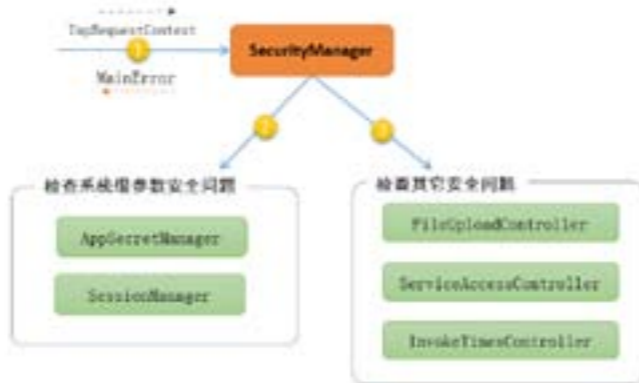 TopRequestContext
1
SecurityManager
MainError
检查系统级参数安全问题
检查其它安全问题
AppSecretManager
SessionManager
FileUploadController
ServiceAccessController
InvokeTimesController